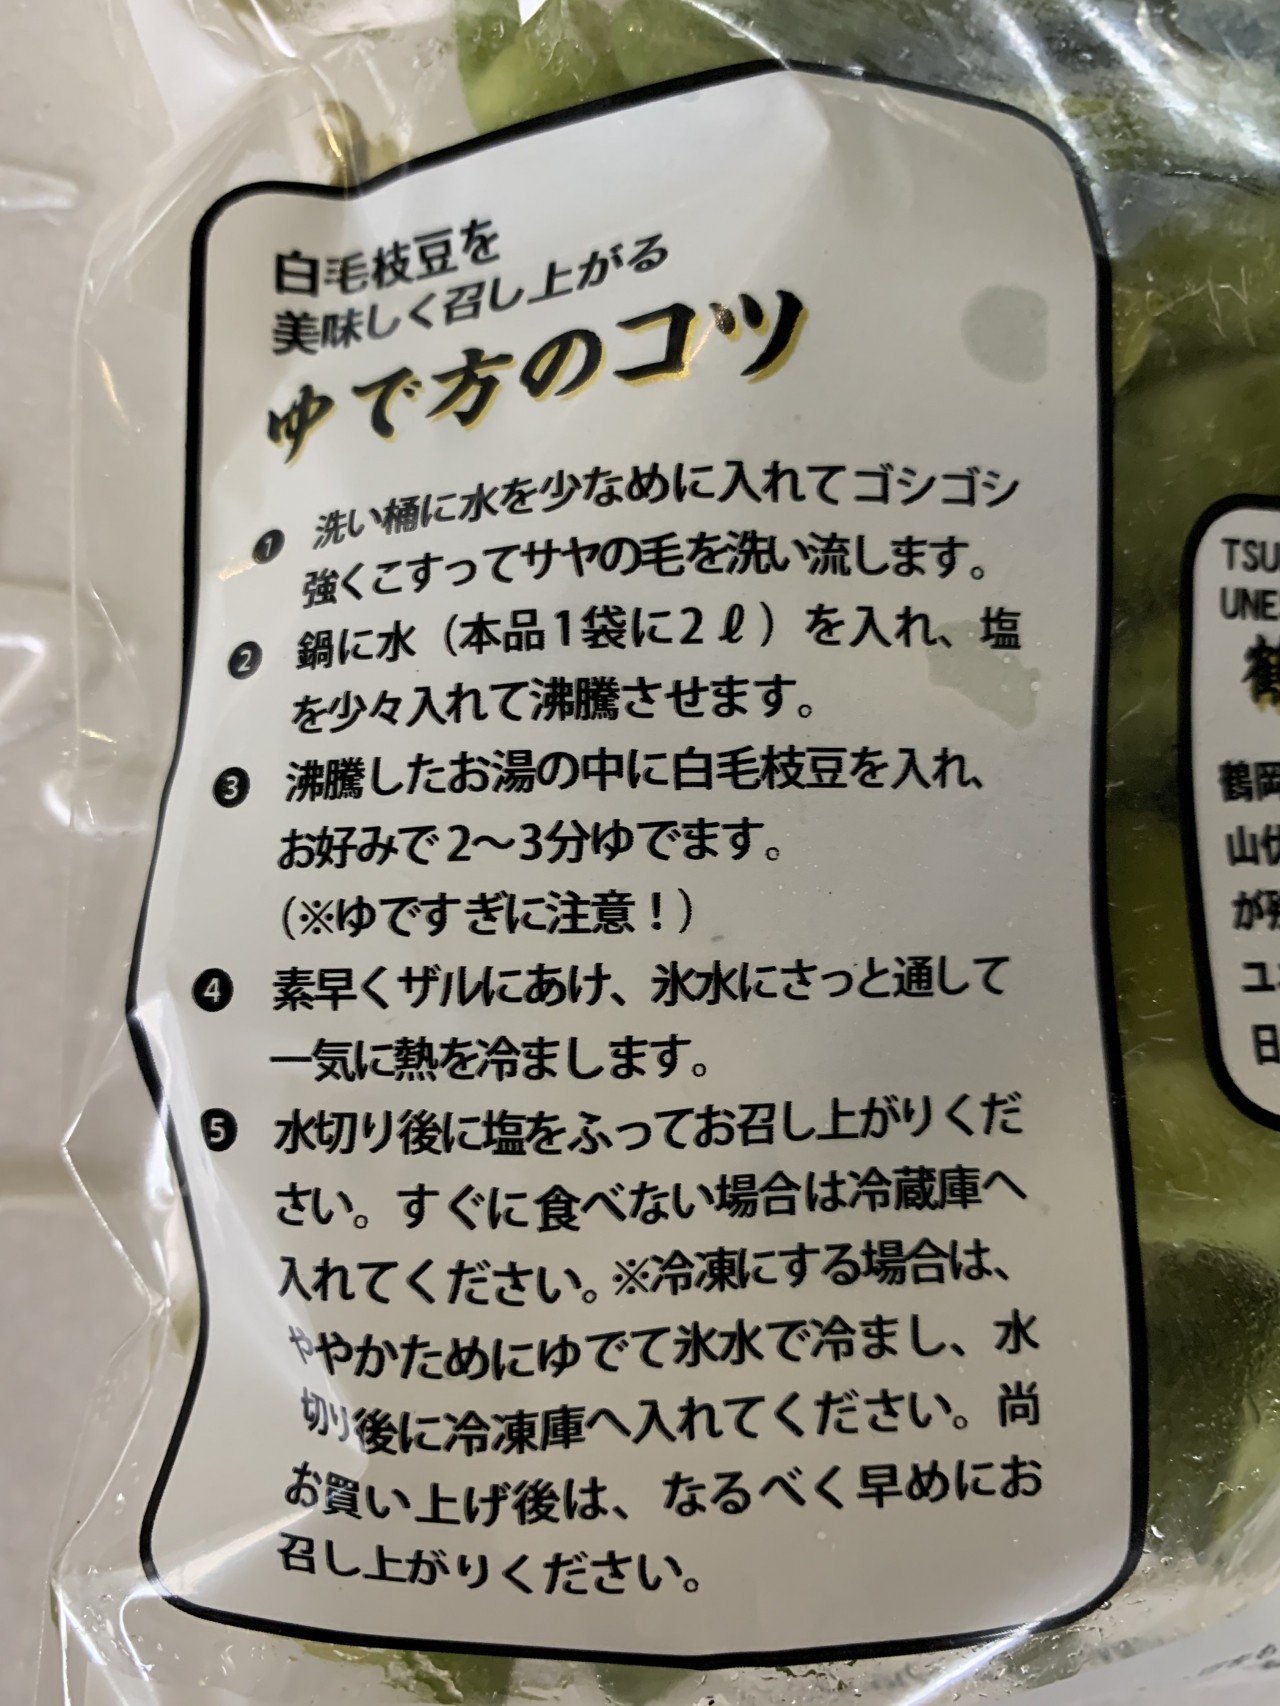 白毛枝豆を
美味しく召し上がる
ゆで方のコツ
❶ 洗い桶に水を少なめに入れてゴシゴシ
強くこすってサヤの毛を洗い流します。
❷ 鍋に水（本品1袋に2ℓ）を入れ、塩
を少々入れて沸騰させます。
❸ 沸騰したお湯の中に白毛枝豆を入れ、
お好みで2〜3分ゆでます。
（※ゆですぎに注意！）
❹ 素早くザルにあけ、氷水にさっと通して
一気に熱を冷まします。
❺ 水切り後に塩をふってお召し上がりくだ
さい。すぐに食べない場合は冷蔵庫へ
入れてください。※冷凍にする場合は、
ややかためにゆでて氷水で冷まし、水
切り後に冷凍庫へ入れてください。尚
お買い上げ後は、なるべく早めにお
召し上がりください。
TSU
UNE
鶴
鶴岡
山伏
が
ユ
日